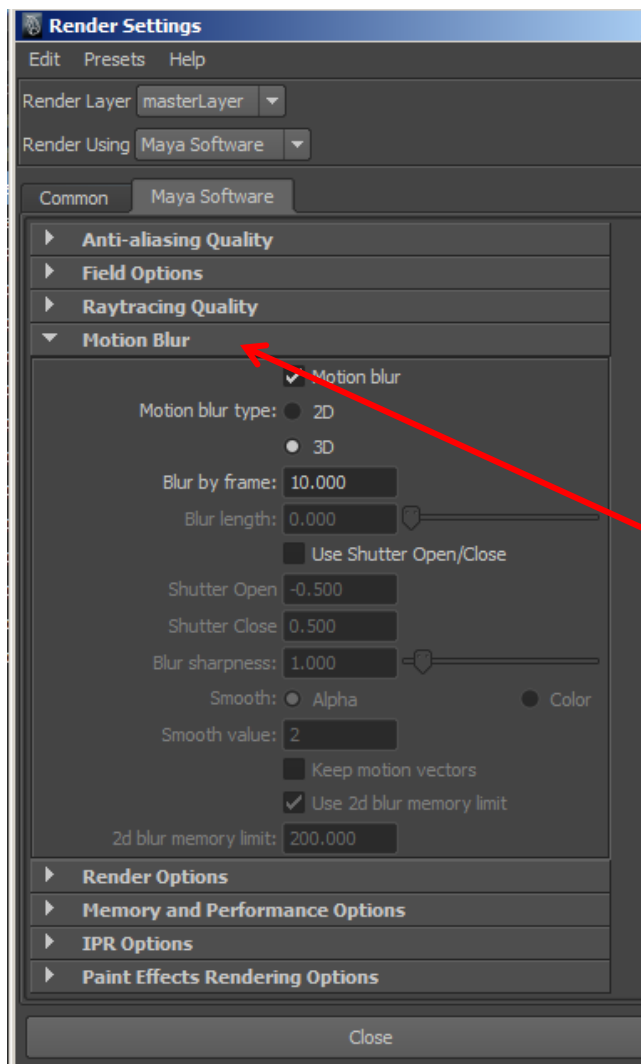 Render Settings
Edit Presets Help
Render Layer masterLayer
Render Using Maya Software
Common Maya Software
Anti-aliasing Quality
Field Options
Raytracing Quality
Motion Blur
Motion blur
Motion blur type: 2D
3D
Blur by frame: 10.000
Blur length: 0.000
Use Shutter Open/Close
Shutter Open -0.500
Shutter Close 0.500
Blur sharpness: 1.000
Smooth: Alpha Color
Smooth value: 2
Keep motion vectors
Use 2d blur memory limit
2d blur memory limit: 200.000
Render Options
Memory and Performance Options
IPR Options
Paint Effects Rendering Options
Close